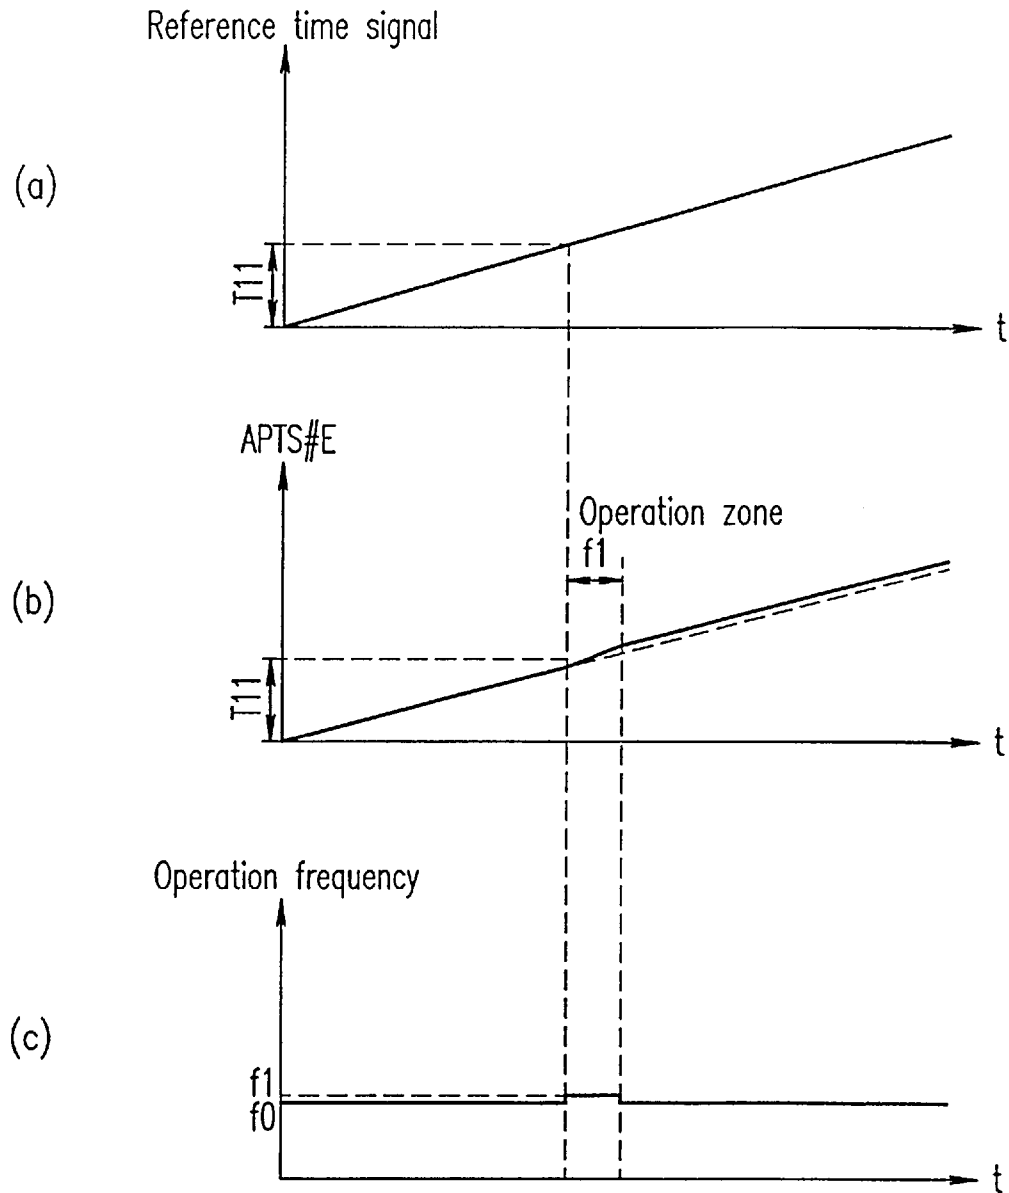 Reference time signal
(a)
T11
t
APTS#E
Operation zone
f1
(b)
T11
t
Operation frequency
(c)
f1
f0
t